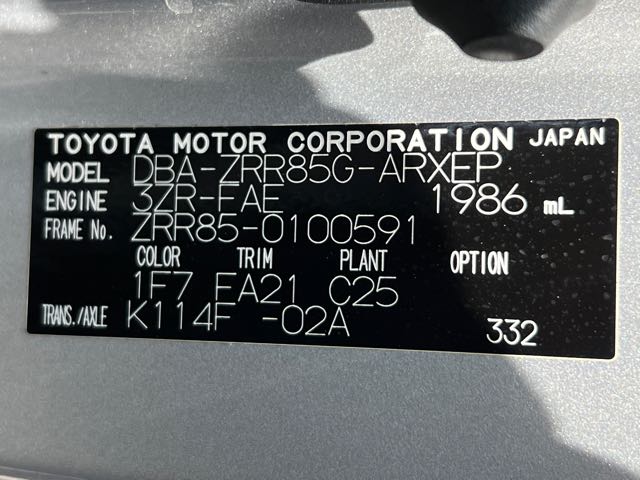 TOYOTA MOTOR CORPORATION JAPAN
MODEL DBA-ZRR85G-ARXEP
ENGINE 3ZR-FAE 1986 mL
FRAME No. ZRR85-0100591
COLOR TRIM PLANT OPTION
1F7 FA21 C25
TRANS./AXLE K114F -02A 332